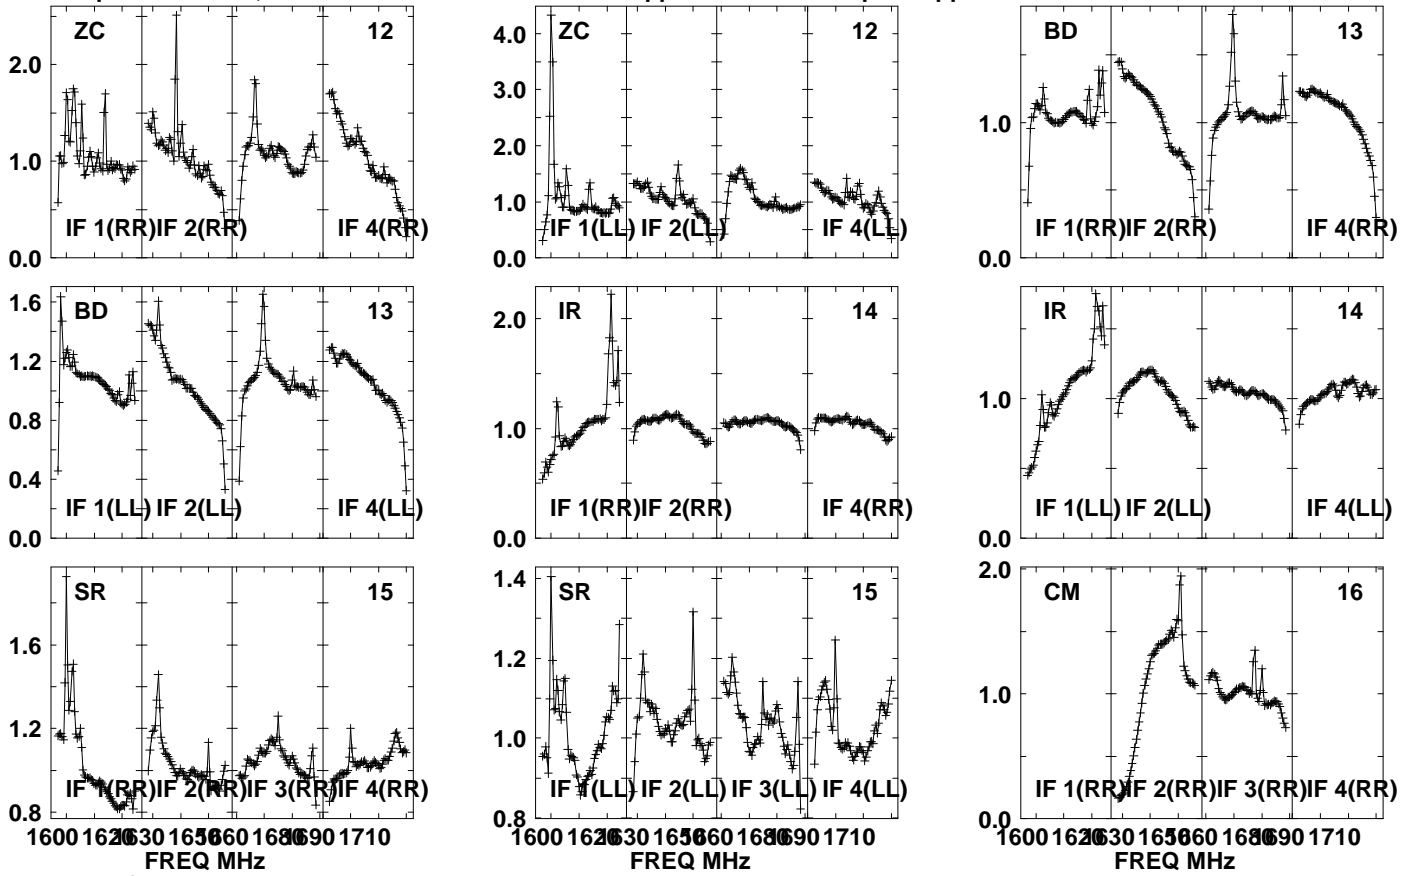 ZC 12
2.0
1.0
0.0
IF 1(RR) IF 2(RR) IF 4(RR)
ZC 12
4.0
3.0
2.0
1.0
0.0
IF 1(LL) IF 2(LL) IF 4(LL)
BD 13
1.0
0.0
IF 1(RR) IF 2(RR) IF 4(RR)
BD 13
1.6
1.2
1.0
0.8
0.4
0.0
IF 1(LL) IF 2(LL) IF 4(LL)
IR 14
2.0
1.0
0.0
IF 1(RR) IF 2(RR) IF 4(RR)
IR 14
1.0
0.0
IF 1(LL) IF 2(LL) IF 4(LL)
SR 15
1.6
1.2
0.8
IF 1(RR) IF 2(RR) IF 3(RR) IF 4(RR)
1600 1620 1630 1650 1660 1680 1690 1710
FREQ MHz
SR 15
1.4
1.2
1.0
0.8
IF 1(LL) IF 2(LL) IF 3(LL) IF 4(LL)
1600 1620 1630 1650 1660 1680 1690 1710
FREQ MHz
CM 16
2.0
1.0
0.0
IF 1(RR) IF 2(RR) IF 3(RR) IF 4(RR)
1600 1620 1630 1650 1660 1680 1690 1710
FREQ MHz